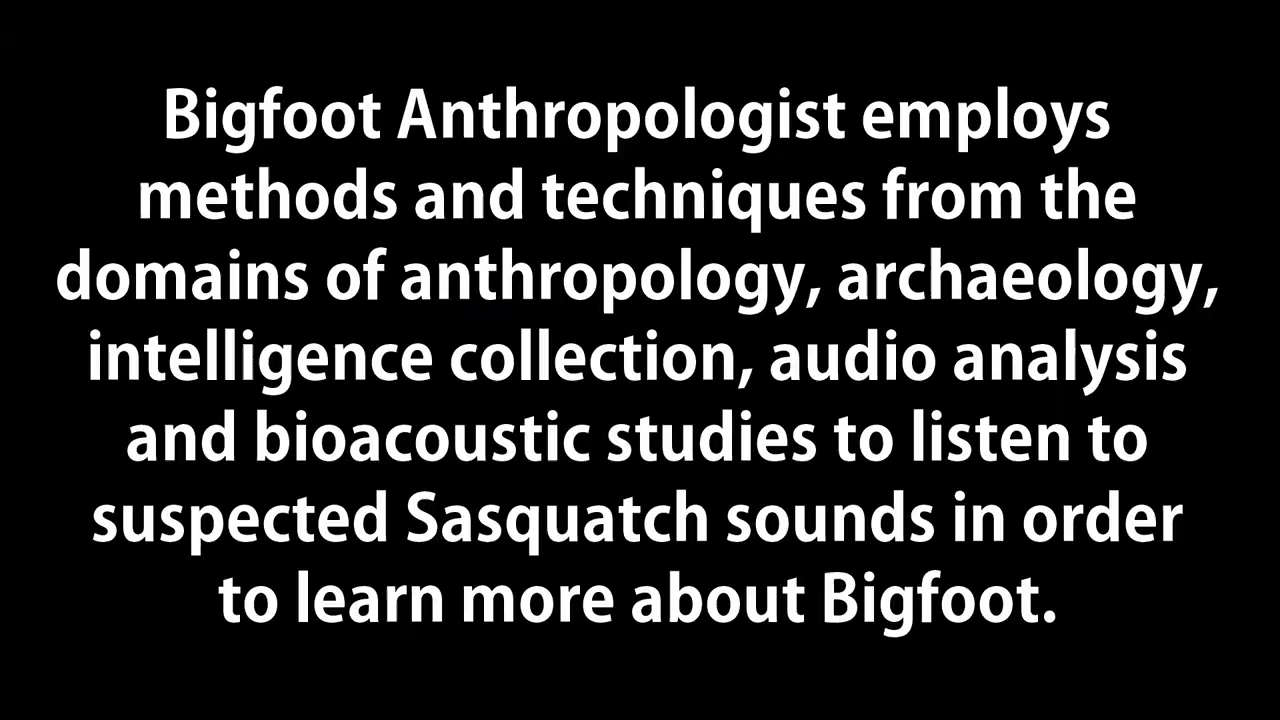 Bigfoot Anthropologist employs
methods and techniques from the
domains of anthropology, archaeology,
intelligence collection, audio analysis
and bioacoustic studies to listen to
suspected Sasquatch sounds in order
to learn more about Bigfoot.